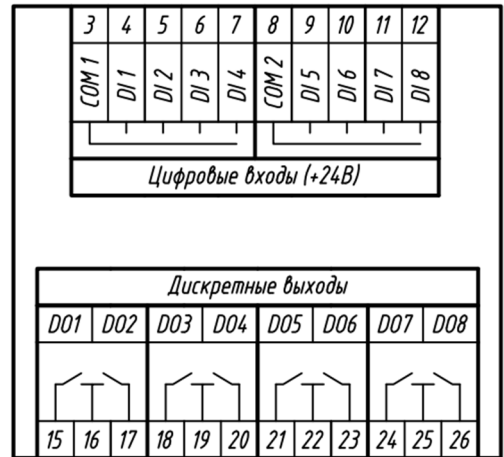 3 4 5 6 7 8 9 10 11 12
COM 1 DI 1 DI 2 DI 3 DI 4 COM 2 DI 5 DI 6 DI 7 DI 8
Цифровые входы (+24В)
Дискретные выходы
DO1 DO2 DO3 DO4 DO5 DO6 DO7 DO8
15 16 17 18 19 20 21 22 23 24 25 26